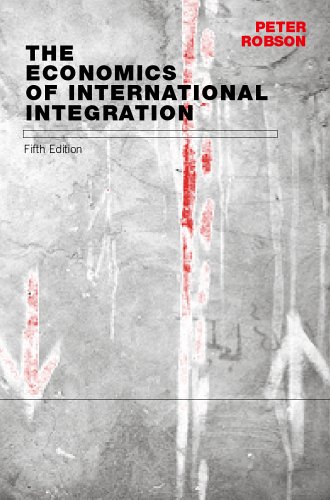 PETER
ROBSON
THE
ECONOMICS
OF INTERNATIONAL
INTEGRATION
Fifth Edition